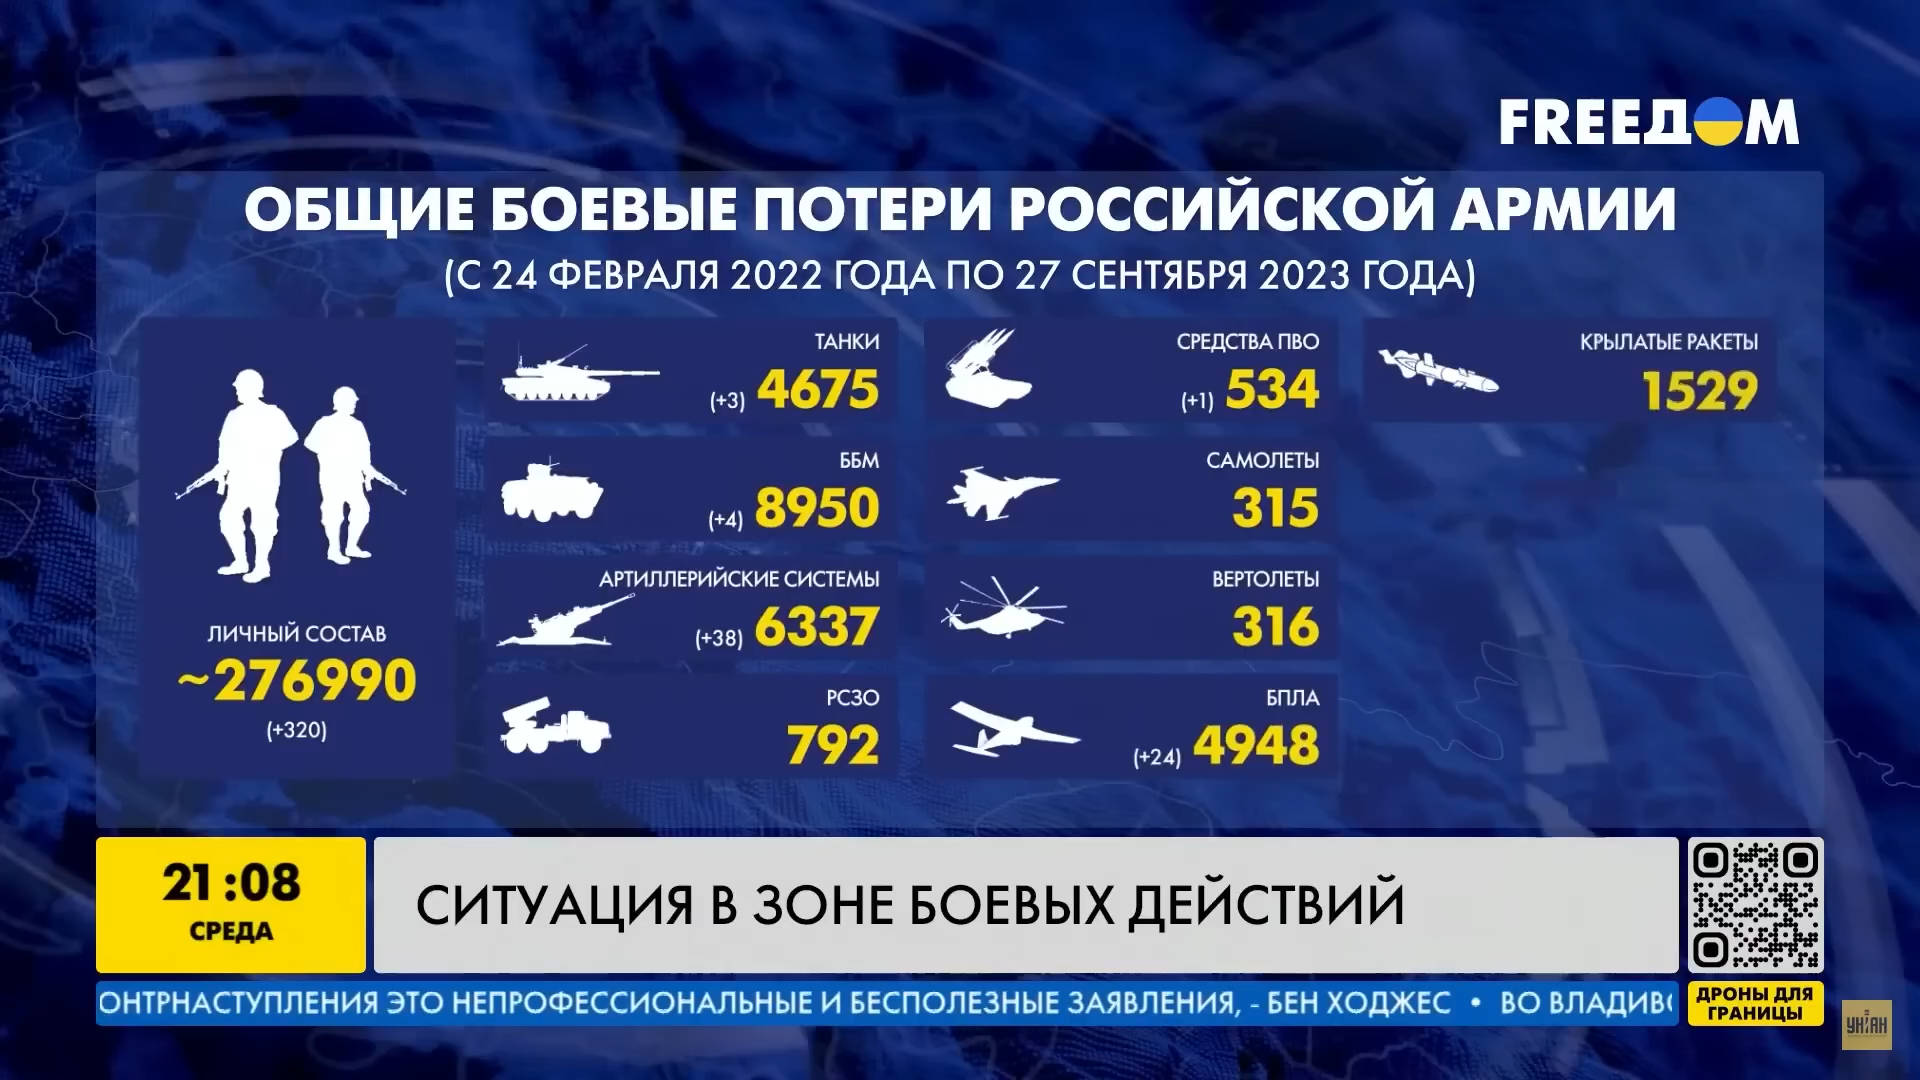 FREEДOM
ОБЩИЕ БОЕВЫЕ ПОТЕРИ РОССИЙСКОЙ АРМИИ
(С 24 ФЕВРАЛЯ 2022 ГОДА ПО 27 СЕНТЯБРЯ 2023 ГОДА)
ЛИЧНЫЙ СОСТАВ
~276990
(+320)
ТАНКИ
(+3) 4675
ББМ
(+4) 8950
АРТИЛЛЕРИЙСКИЕ СИСТЕМЫ
(+38) 6337
РСЗО
792
СРЕДСТВА ПВО
(+1) 534
САМОЛЕТЫ
315
ВЕРТОЛЕТЫ
316
БПЛА
(+24) 4948
КРЫЛАТЫЕ РАКЕТЫ
1529
21:08
СРЕДА
СИТУАЦИЯ В ЗОНЕ БОЕВЫХ ДЕЙСТВИЙ
ОНТРНАСТУПЛЕНИЯ ЭТО НЕПРОФЕССИОНАЛЬНЫЕ И БЕСПОЛЕЗНЫЕ ЗАЯВЛЕНИЯ, - БЕН ХОДЖЕС • ВО ВЛАДИВО
ДРОНЫ ДЛЯ
ГРАНИЦЫ
УНІАН